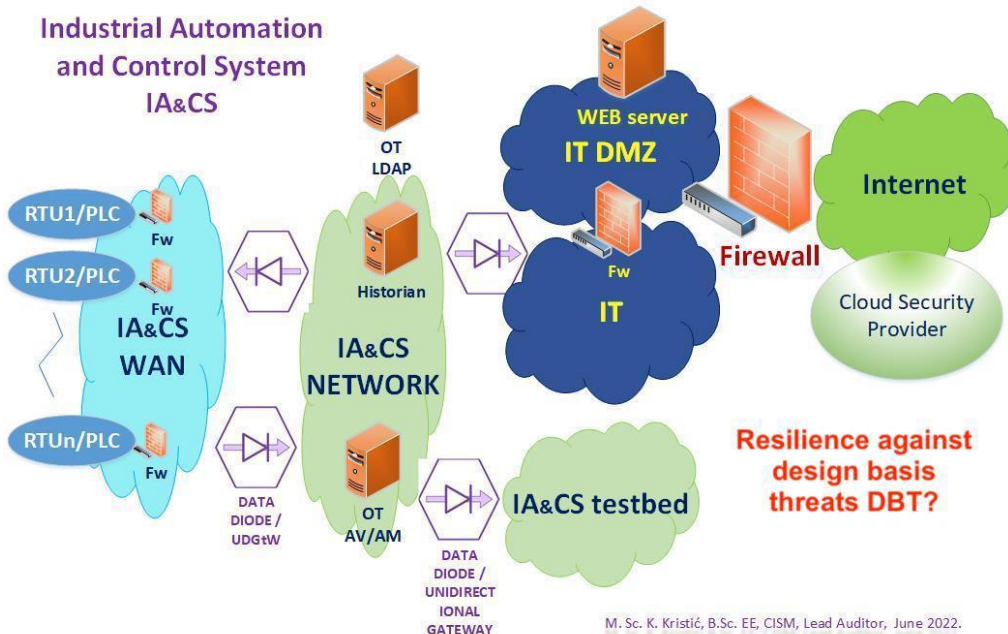 Industrial Automation
and Control System
IA&CS
OT
LDAP
WEB server
IT DMZ
Internet
Firewall
Cloud Security
Provider
RTU1/PLC
Fw
RTU2/PLC
Fw
IA&CS
WAN
RTUn/PLC
Fw
Historian
IA&CS
NETWORK
Fw
IT
DATA
DIODE /
UDGtW
OT
AV/AM
DATA
DIODE /
UNIDIRECT
IONAL
GATEWAY
IA&CS testbed
Resilience against
design basis
threats DBT?
M. Sc. K. Kristić, B.Sc. EE, CISM, Lead Auditor, June 2022.